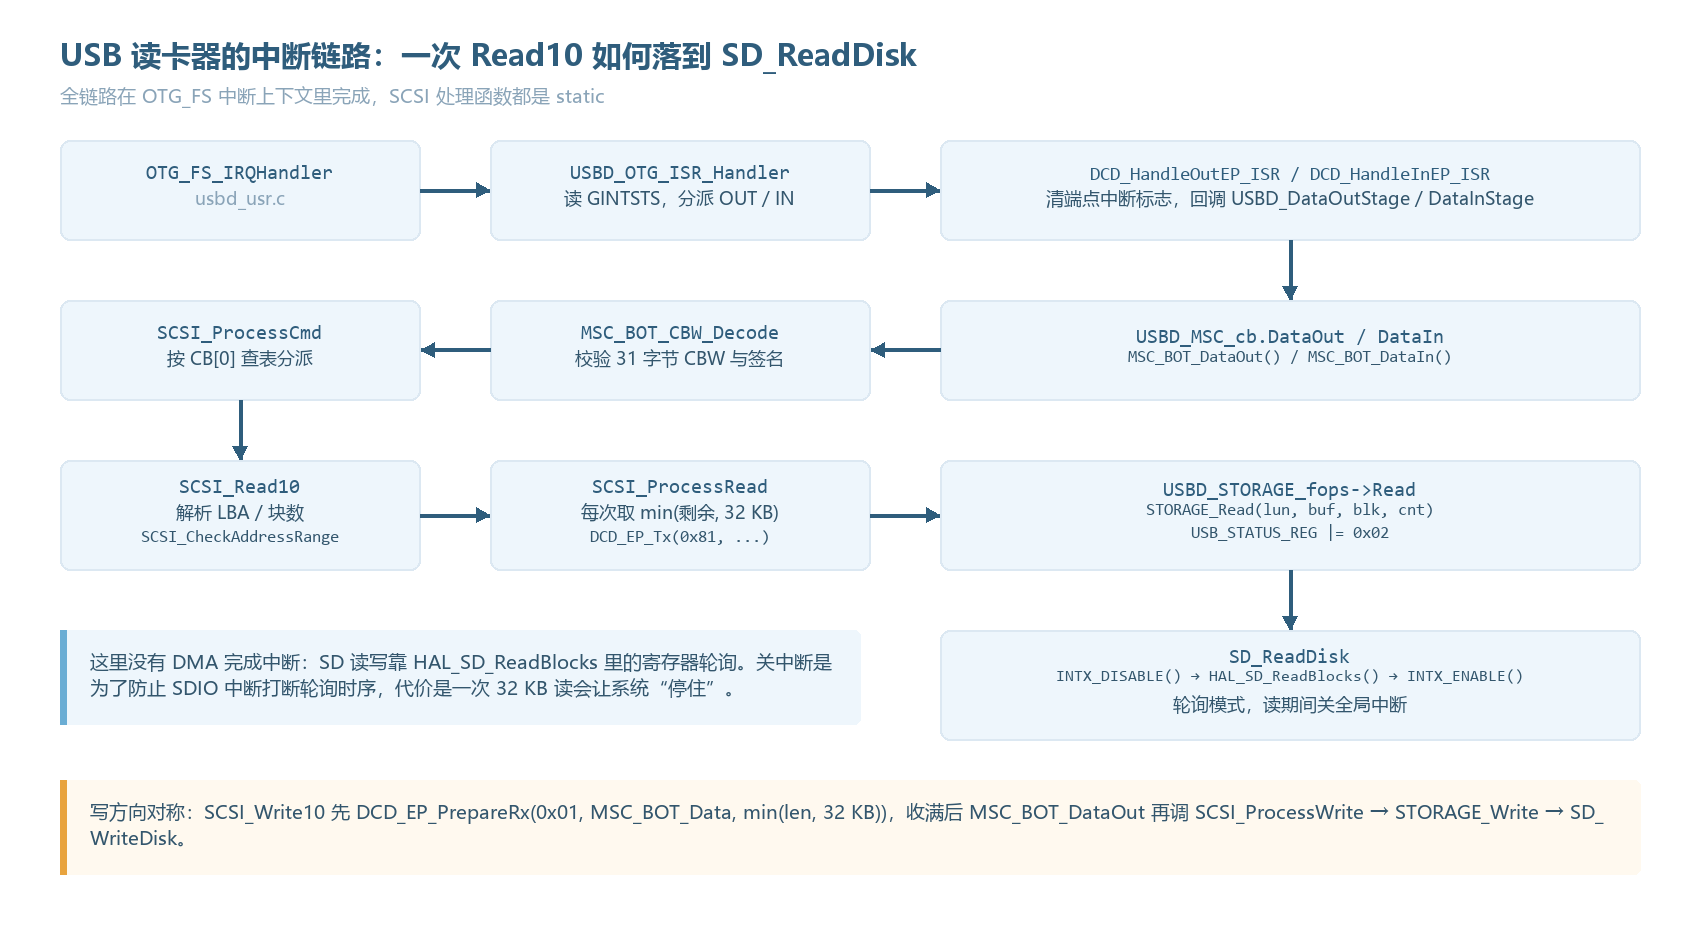 USB 读卡器的中断链路：一次 Read10 如何落到 SD_ReadDisk
全链路在 OTG_FS 中断上下文里完成，SCSI 处理函数都是 static
OTG_FS_IRQHandler
usbd_usr.c
USBD_OTG_ISR_Handler
读 GINTSTS，分派 OUT / IN
DCD_HandleOutEP_ISR / DCD_HandleInEP_ISR
清端点中断标志，回调 USBD_DataOutStage / DataInStage
SCSI_ProcessCmd
按 CB[0] 查表分派
MSC_BOT_CBW_Decode
校验 31 字节 CBW 与签名
USBD_MSC_cb.DataOut / DataIn
MSC_BOT_DataOut() / MSC_BOT_DataIn()
SCSI_Read10
解析 LBA / 块数
SCSI_CheckAddressRange
SCSI_ProcessRead
每次取 min(剩余, 32 KB)
DCD_EP_Tx(0x81, ...)
USBD_STORAGE_fops->Read
STORAGE_Read(lun, buf, blk, cnt)
USB_STATUS_REG |= 0x02
这里没有 DMA 完成中断：SD 读写靠 HAL_SD_ReadBlocks 里的寄存器轮询。关中断是
为了防止 SDIO 中断打断轮询时序，代价是一次 32 KB 读会让系统“停住”。
SD_ReadDisk
INTX_DISABLE() → HAL_SD_ReadBlocks() → INTX_ENABLE()
轮询模式，读期间关全局中断
写方向对称：SCSI_Write10 先 DCD_EP_PrepareRx(0x01, MSC_BOT_Data, min(len, 32 KB))，收满后 MSC_BOT_DataOut 再调 SCSI_ProcessWrite → STORAGE_Write → SD_
WriteDisk。